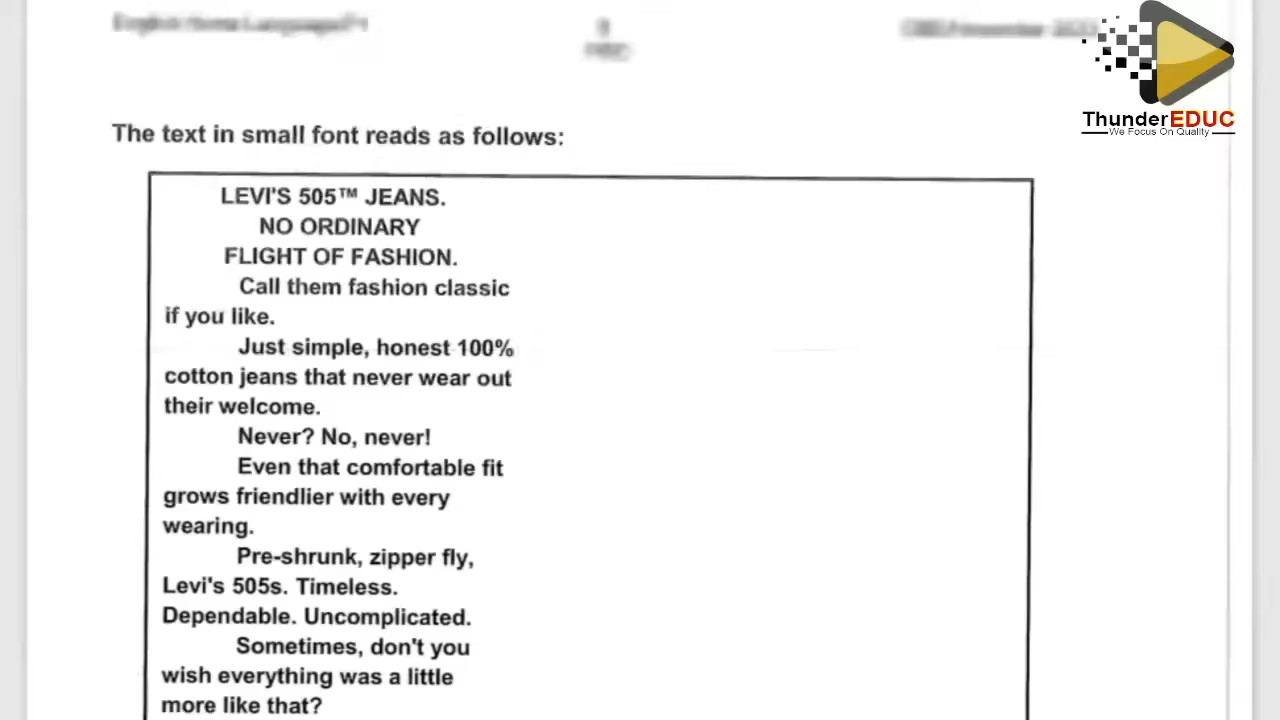 ThunderEDUC
We Focus On Quality
The text in small font reads as follows:
LEVI'S 505™ JEANS.
NO ORDINARY
FLIGHT OF FASHION.
Call them fashion classic
if you like.
Just simple, honest 100%
cotton jeans that never wear out
their welcome.
Never? No, never!
Even that comfortable fit
grows friendlier with every
wearing.
Pre-shrunk, zipper fly,
Levi's 505s. Timeless.
Dependable. Uncomplicated.
Sometimes, don't you
wish everything was a little
more like that?